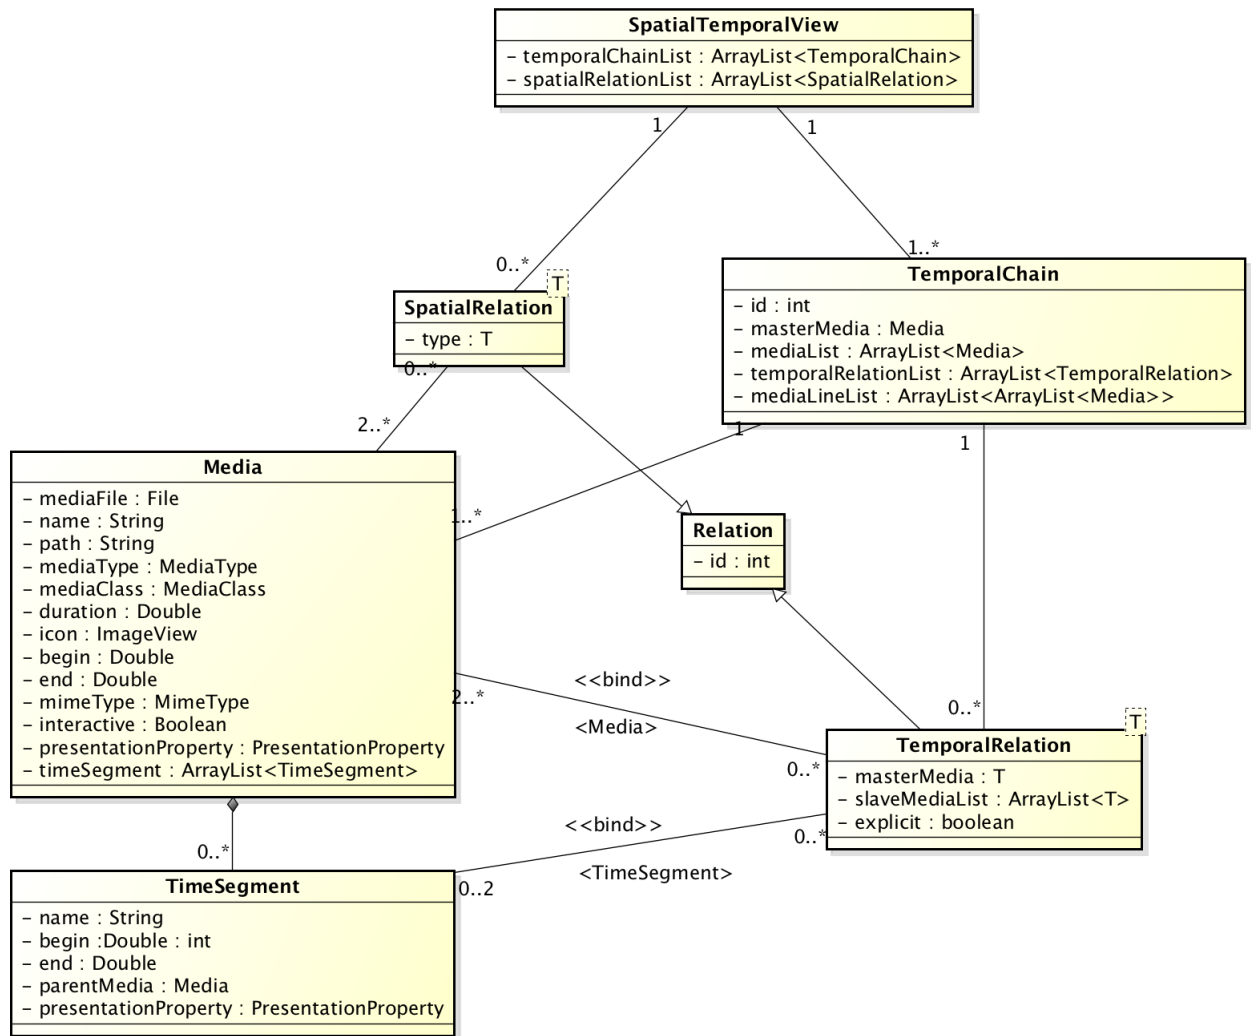 SpatialTemporalView
- temporalChainList : ArrayList<TemporalChain>
- spatialRelationList : ArrayList<SpatialRelation>
1
1
0..*
1..*
T
SpatialRelation
- type : T
0..*
TemporalChain
- id : int
- masterMedia : Media
- mediaList : ArrayList<Media>
- temporalRelationList : ArrayList<TemporalRelation>
- mediaLineList : ArrayList<ArrayList<Media>>
2..*
1
1
Media
- mediaFile : File
- name : String
- path : String
- mediaType : MediaType
- mediaClass : MediaClass
- duration : Double
- icon : ImageView
- begin : Double
- end : Double
- mimeType : MimeType
- interactive : Boolean
- presentationProperty : PresentationProperty
- timeSegment : ArrayList<TimeSegment>
1..*
Relation
- id : int
2..*
<<bind>>
<Media>
0..*
0..*
T
TemporalRelation
- masterMedia : T
- slaveMediaList : ArrayList<T>
- explicit : boolean
<<bind>>
0..*
<TimeSegment>
0..2
0..*
TimeSegment
- name : String
- begin :Double : int
- end : Double
- parentMedia : Media
- presentationProperty : PresentationProperty